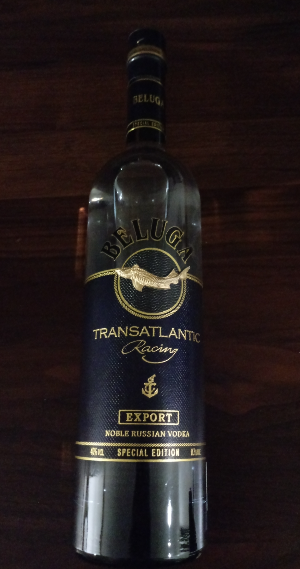 BELUGA
BELUGA
TRANSATLANTIC
Racing
EXPORT
NOBLE RUSSIAN VODKA
SPECIAL EDITION